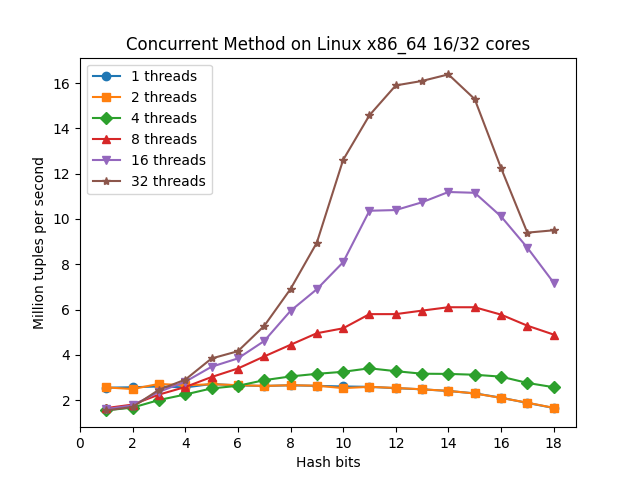 Concurrent Method on Linux x86_64 16/32 cores
1 threads
2 threads
4 threads
8 threads
16 threads
32 threads
Million tuples per second
16
14
12
10
8
6
4
2
0 2 4 6 8 10 12 14 16 18
Hash bits